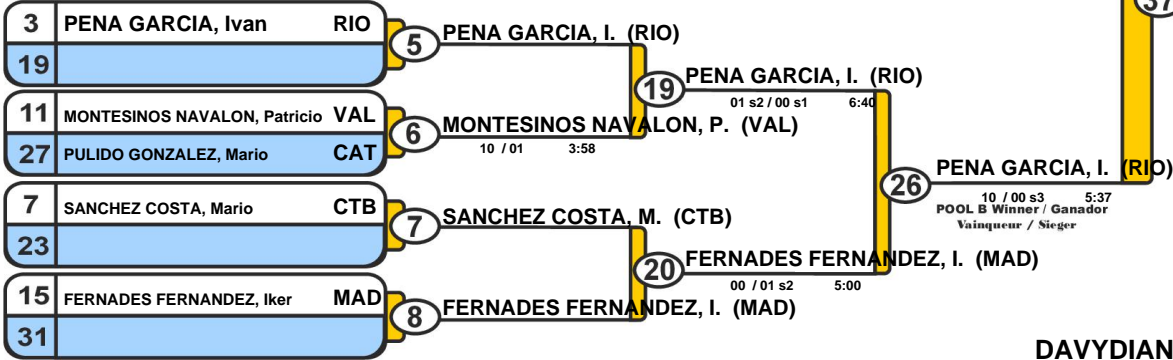 37
3 PENA GARCIA, Ivan RIO
19
5
PENA GARCIA, I. (RIO)
19
PENA GARCIA, I. (RIO)
01 s2 / 00 s1 6:40
11 MONTESINOS NAVALON, Patricio VAL
27 PULIDO GONZALEZ, Mario CAT
6
MONTESINOS NAVALON, P. (VAL)
10 / 01 3:58
26
PENA GARCIA, I. (RIO)
10 / 00 s3 5:37
POOL B Winner / Ganador
Vainqueur / Sieger
7 SANCHEZ COSTA, Mario CTB
23
7
SANCHEZ COSTA, M. (CTB)
20
FERNADES FERNANDEZ, I. (MAD)
00 / 01 s2 5:00
15 FERNADES FERNANDEZ, Iker MAD
31
8
FERNADES FERNANDEZ, I. (MAD)
DAVYDIAN